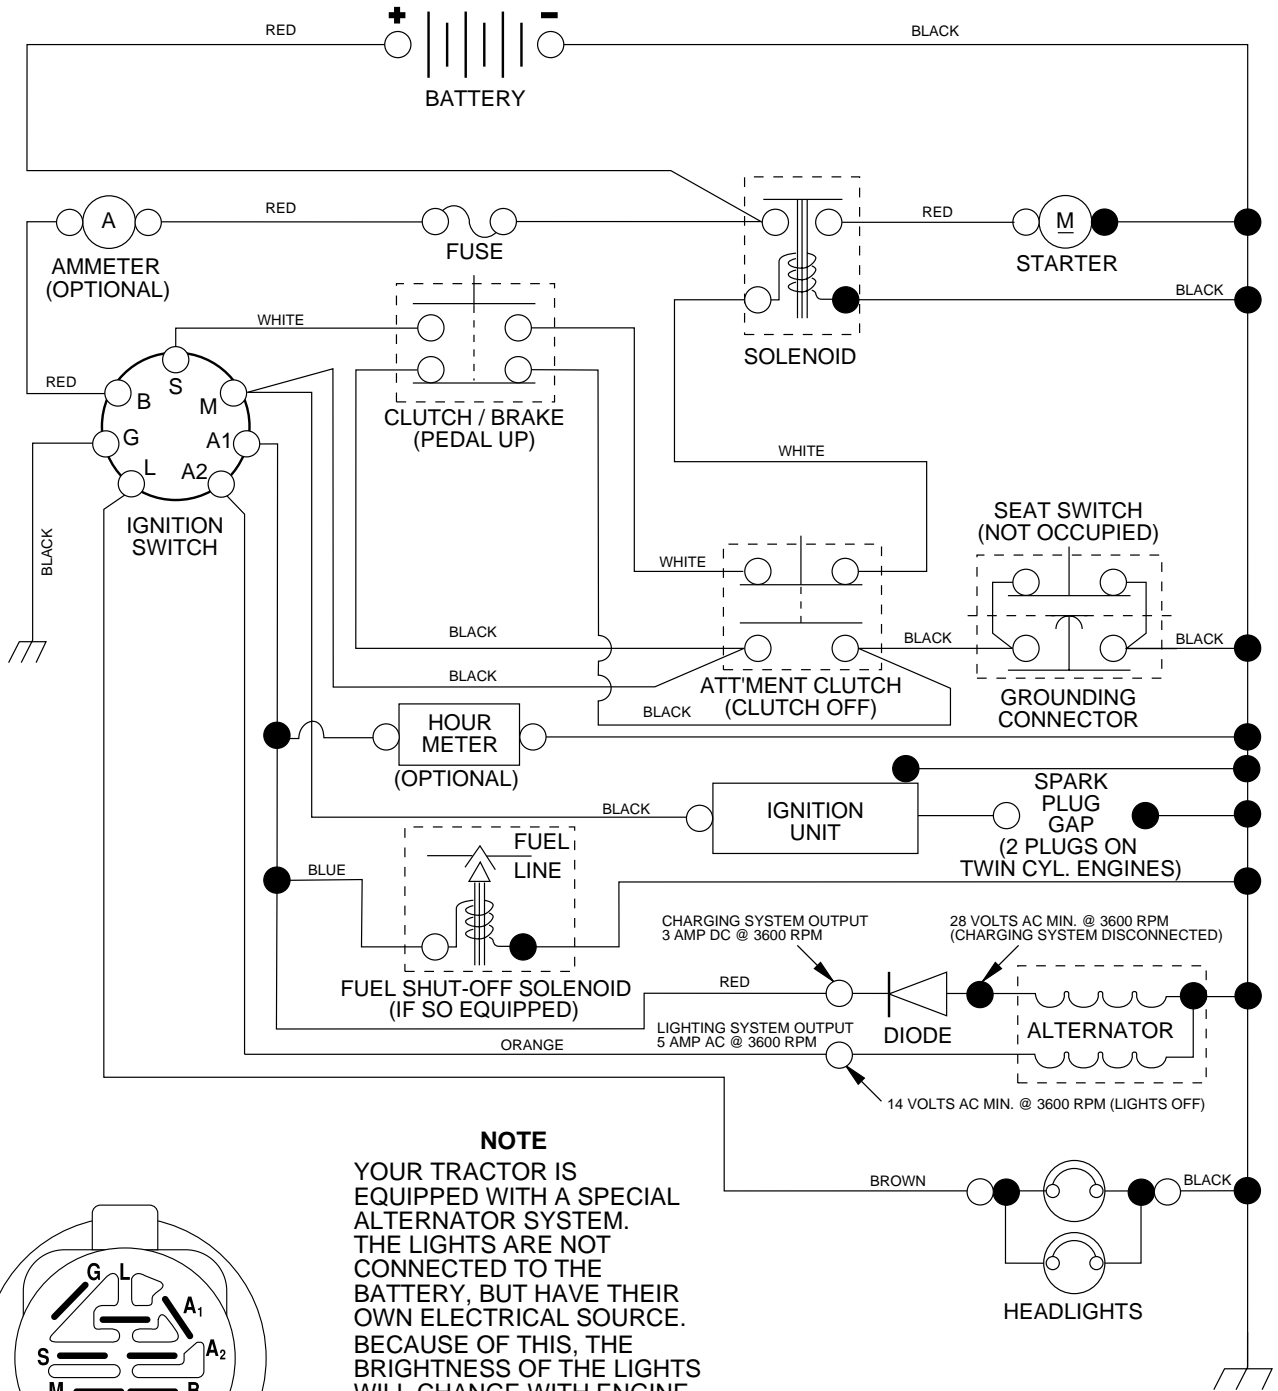 + −
RED
BLACK
BATTERY
A
RED
FUSE
RED
M
STARTER
AMMETER
(OPTIONAL)
BLACK
WHITE
SOLENOID
RED
S
B
M
CLUTCH / BRAKE
(PEDAL UP)
G
A1
WHITE
L
A2
IGNITION
SWITCH
BLACK
SEAT SWITCH
(NOT OCCUPIED)
WHITE
BLACK
BLACK
BLACK
BLACK
ATT'MENT CLUTCH
(CLUTCH OFF)
GROUNDING
CONNECTOR
BLACK
HOUR
METER
(OPTIONAL)
BLACK
IGNITION
UNIT
SPARK
PLUG
GAP
(2 PLUGS ON
TWIN CYL. ENGINES)
FUEL
LINE
BLUE
FUEL SHUT-OFF SOLENOID
(IF SO EQUIPPED)
CHARGING SYSTEM OUTPUT
3 AMP DC @ 3600 RPM
28 VOLTS AC MIN. @ 3600 RPM
(CHARGING SYSTEM DISCONNECTED)
RED
DIODE
ALTERNATOR
LIGHTING SYSTEM OUTPUT
5 AMP AC @ 3600 RPM
ORANGE
14 VOLTS AC MIN. @ 3600 RPM (LIGHTS OFF)
BROWN
BLACK
HEADLIGHTS
NOTE
YOUR TRACTOR IS
EQUIPPED WITH A SPECIAL
ALTERNATOR SYSTEM.
THE LIGHTS ARE NOT
CONNECTED TO THE
BATTERY, BUT HAVE THEIR
OWN ELECTRICAL SOURCE.
BECAUSE OF THIS, THE
BRIGHTNESS OF THE LIGHTS
WILL CHANGE WITH ENGINE
G L
A₁
S
A₂
M
B